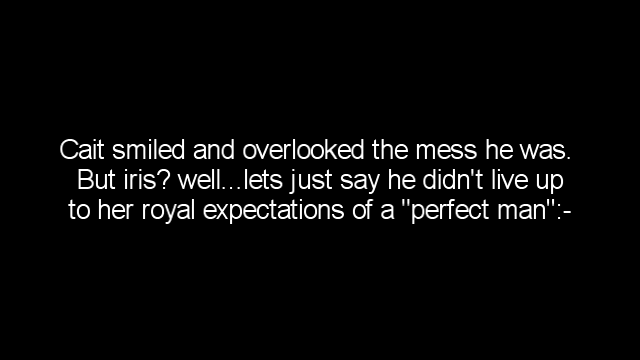 Cait smiled and overlooked the mess he was.
But iris? well...lets just say he didn't live up
to her royal expectations of a "perfect man":-